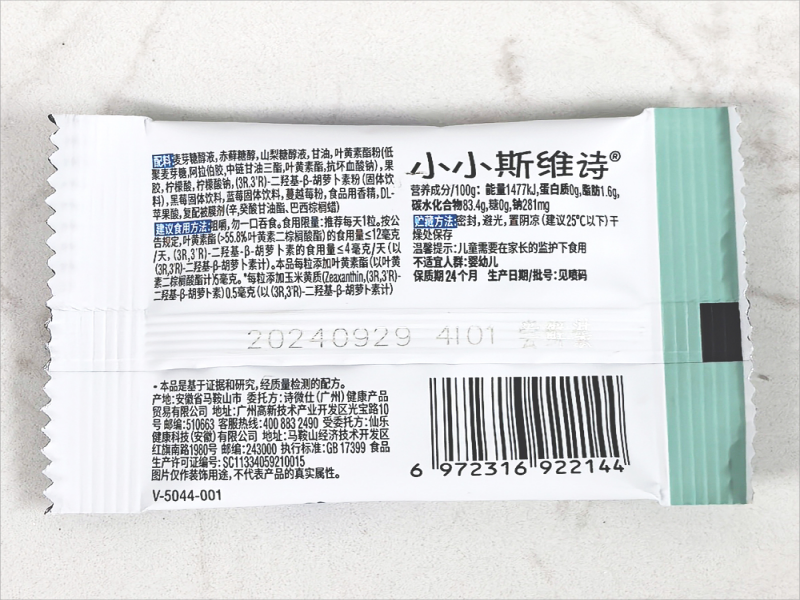 配料:麦芽糖醇液,赤藓糖醇,山梨糖醇液,甘油,叶黄素酯粉(低
聚麦芽糖,阿拉伯胶,中链甘油三酯,叶黄素酯,抗坏血酸钠),果
胶,柠檬酸,柠檬酸钠,(3R,3'R)-二羟基-β-胡萝卜素粉(固体饮
料),黑莓固体饮料,蓝莓固体饮料,蔓越莓粉,食品用香精,DL-
苹果酸,复配被膜剂(辛,癸酸甘油酯、巴西棕榈蜡)
建议食用方法:咀嚼,勿一口吞食。食用限量:推荐每天1粒。按公
告规定,叶黄素酯(>55.8%叶黄素二棕榈酸酯)的食用量≤12毫克
/天,(3R,3'R)-二羟基-β-胡萝卜素的食用量≤4毫克/天(以
(3R,3'R)-二羟基-β-胡萝卜素计)。本品每粒添加叶黄素酯(以叶黄
素二棕榈酸酯计)5毫克。*每粒添加玉米黄质(Zeaxanthin,(3R,3'R)-
二羟基-β-胡萝卜素)0.5毫克(以(3R,3'R)-二羟基-β-胡萝卜素计)
小小斯维诗®
营养成分/100g:能量1477kJ,蛋白质0g,脂肪1.6g,
碳水化合物83.4g,糖0g,钠281mg
贮藏方法:密封,避光,置阴凉(建议25℃以下)干
燥处保存
温馨提示:儿童需要在家长的监护下食用
不适宜人群:婴幼儿
保质期24个月 生产日期/批号:见喷码
20240929 4I01
•本品是基于证据和研究,经质量检测的配方。
产地:安徽省马鞍山市 委托方:诗微仕(广州)健康产品
贸易有限公司 地址:广州高新技术产业开发区光宝路10
号 邮编:510663 客服热线:400 883 2490 受委托方:仙乐
健康科技(安徽)有限公司 地址:马鞍山经济技术开发区
红旗南路1980号 邮编:243000 执行标准:GB 17399 食品
生产许可证编号:SC11334059210015
图片仅作装饰用途,不代表产品的真实属性。
V-5044-001
6 972316 922144